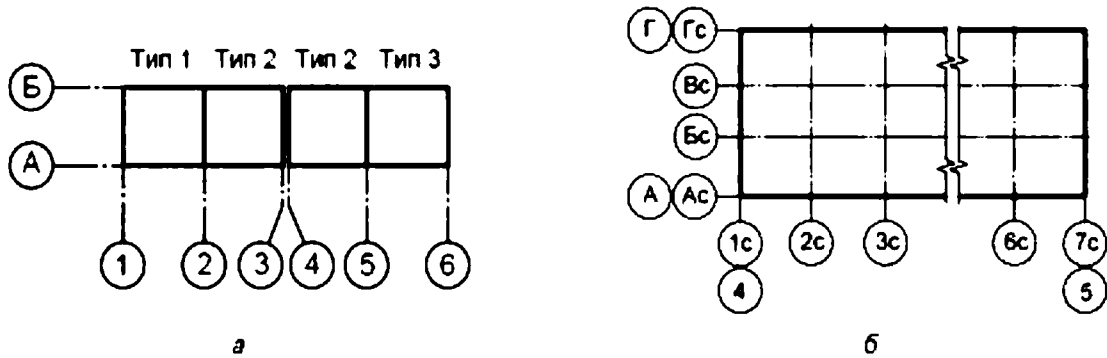 Тип 1 Тип 2 Тип 2 Тип 3
Б
А
1 2 3 4 5 6
а
Г Гс
Вс
Бс
А Ас
1с 2с 3с 6с 7с
4 5
б